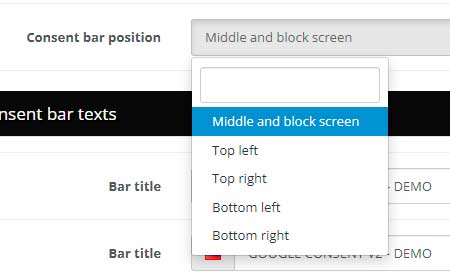 Consent bar position
Middle and block screen
Middle and block screen
nsent bar texts
Top left
Top right
Bar title
- DEMO
Bottom left
Bottom right
Bar title
GOOGLE CONSENT V2 - DEMO